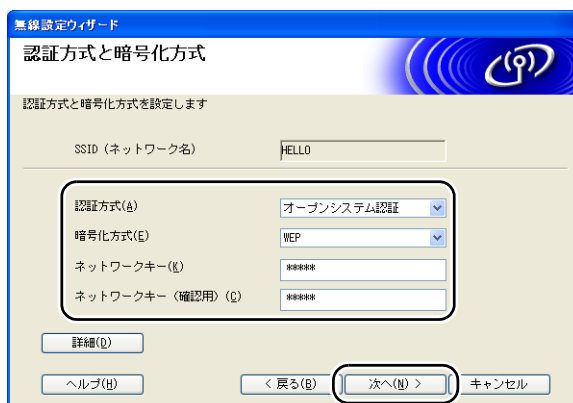 無線設定ウィザード
認証方式と暗号化方式
認証方式と暗号化方式を設定します
SSID (ネットワーク名) HELLO
認証方式(A) オープンシステム認証
暗号化方式(E) WEP
ネットワークキー(K) *****
ネットワークキー (確認用)(C) *****
詳細(D)
ヘルプ(H) < 戻る(B) 次へ(N) > キャンセル